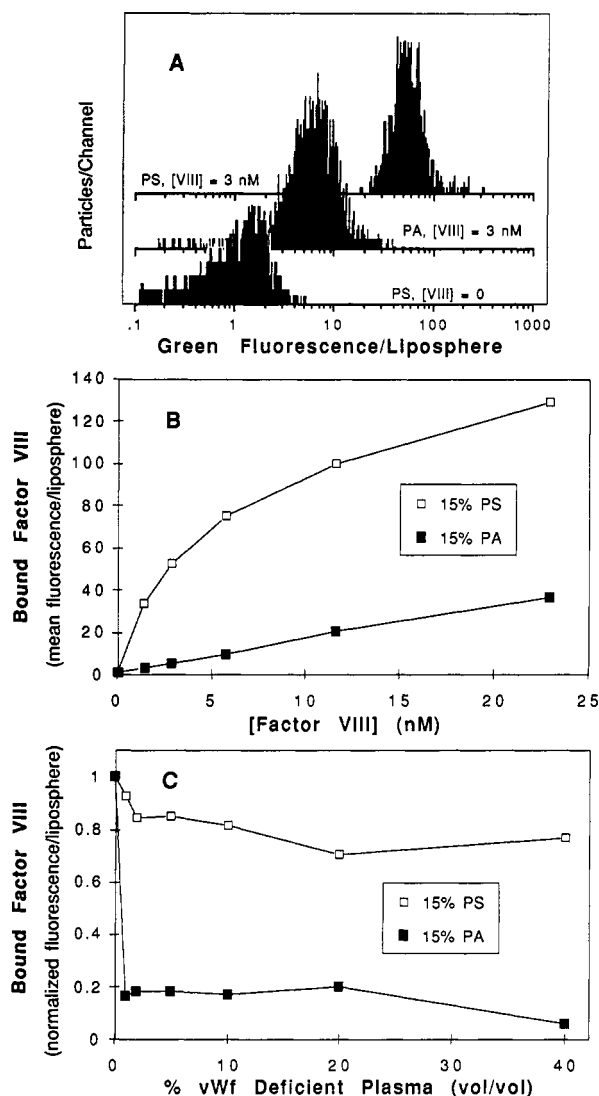 A
Particles/Channel
PS, [VIII] = 3 nM
PA, [VIII] = 3 nM
PS, [VIII] = 0
.1 1 10 100 1000
Green Fluorescence/Liposphere
B
Bound Factor VIII
(mean fluorescence/liposphere)
140
120
100
80
60
40
20
0
15% PS
15% PA
0 5 10 15 20 25
[Factor VIII] (nM)
C
Bound Factor VIII
(normalized fluorescence/liposphere)
1
0.8
0.6
0.4
0.2
0
15% PS
15% PA
0 10 20 30 40
% vWf Deficient Plasma (vol/vol)